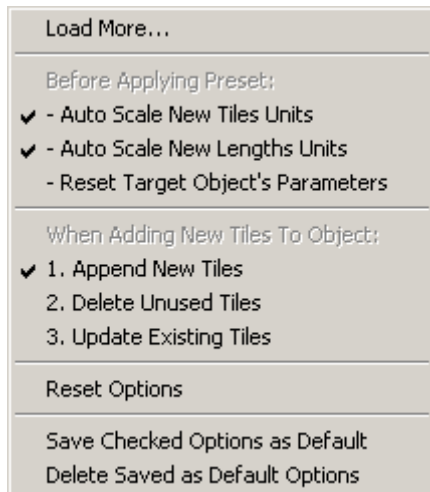 Load More...
Before Applying Preset:
- Auto Scale New Tiles Units
- Auto Scale New Lengths Units
- Reset Target Object's Parameters
When Adding New Tiles To Object:
1. Append New Tiles
2. Delete Unused Tiles
3. Update Existing Tiles
Reset Options
Save Checked Options as Default
Delete Saved as Default Options